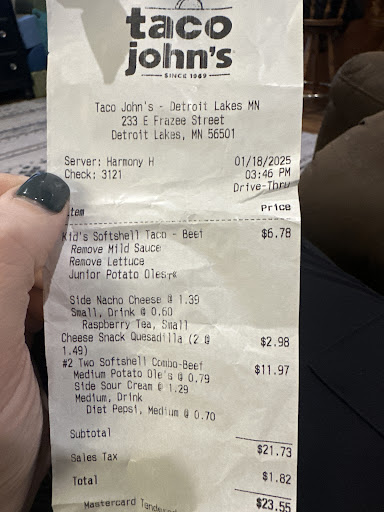 taco
john's
SINCE 1969
Taco John's - Detroit Lakes MN
233 E Frazee Street
Detroit Lakes, MN 56501
Server: Harmony H 01/18/2025
Check: 3121 03:46 PM
Drive-Thru
Item Price
Kid's Softshell Taco - Beef $6.78
Remove Mild Sauce
Remove Lettuce
Junior Potato Oles
Side Nacho Cheese @ 1.39
Small, Drink @ 0.60
Raspberry Tea, Small
Cheese Snack Quesadilla (2 @ $2.98
1.49)
#2 Two Softshell Combo-Beef $11.97
Medium Potato Ole's @ 0.79
Side Sour Cream @ 1.29
Medium, Drink
Diet Pepsi, Medium @ 0.70
Subtotal $21.73
Sales Tax $1.82
Total $23.55
Mastercard